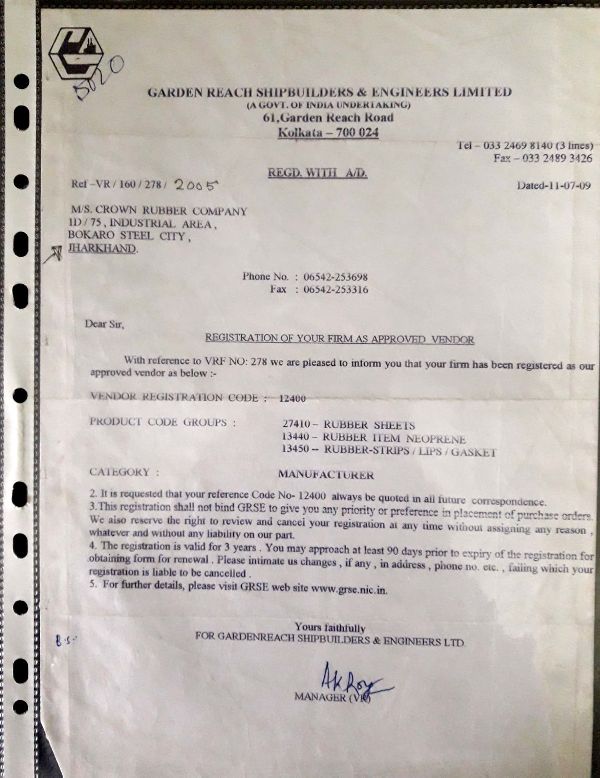 5020
GARDEN REACH SHIPBUILDERS & ENGINEERS LIMITED
(A GOVT. OF INDIA UNDERTAKING)
61,Garden Reach Road
Kolkata – 700 024
Tel – 033 2469 8140 (3 lines)
Fax – 033 2489 3426
REGD. WITH A/D.
Ref –VR / 160 / 278 / 2005
Dated-11-07-09
M/S. CROWN RUBBER COMPANY
1D / 75 , INDUSTRIAL AREA ,
BOKARO STEEL CITY ,
JHARKHAND.
Phone No. : 06542-253698
Fax : 06542-253316
Dear Sir,
REGISTRATION OF YOUR FIRM AS APPROVED VENDOR
With reference to VRF NO: 278 we are pleased to inform you that your firm has been registered as our
approved vendor as below :-
VENDOR REGISTRATION CODE : 12400
PRODUCT CODE GROUPS : 27410 – RUBBER SHEETS
13440 – RUBBER ITEM NEOPRENE
13450 -- RUBBER-STRIPS / LIPS / GASKET
CATEGORY : MANUFACTURER
2. It is requested that your reference Code No- 12400 always be quoted in all future correspondence.
3.This registration shall not bind GRSE to give you any priority or preference in placement of purchase orders.
We also reserve the right to review and cancel your registration at any time without assigning any reason ,
whatever and without any liability on our part.
4. The registration is valid for 3 years . You may approach at least 90 days prior to expiry of the registration for
obtaining form for renewal . Please intimate us changes , if any , in address , phone no. etc. , failing which your
registration is liable to be cancelled .
5. For further details, please visit GRSE web site www.grse.nic.in.
Yours faithfully
FOR GARDENREACH SHIPBUILDERS & ENGINEERS LTD.
B.S.
AKRoy
MANAGER (VR)